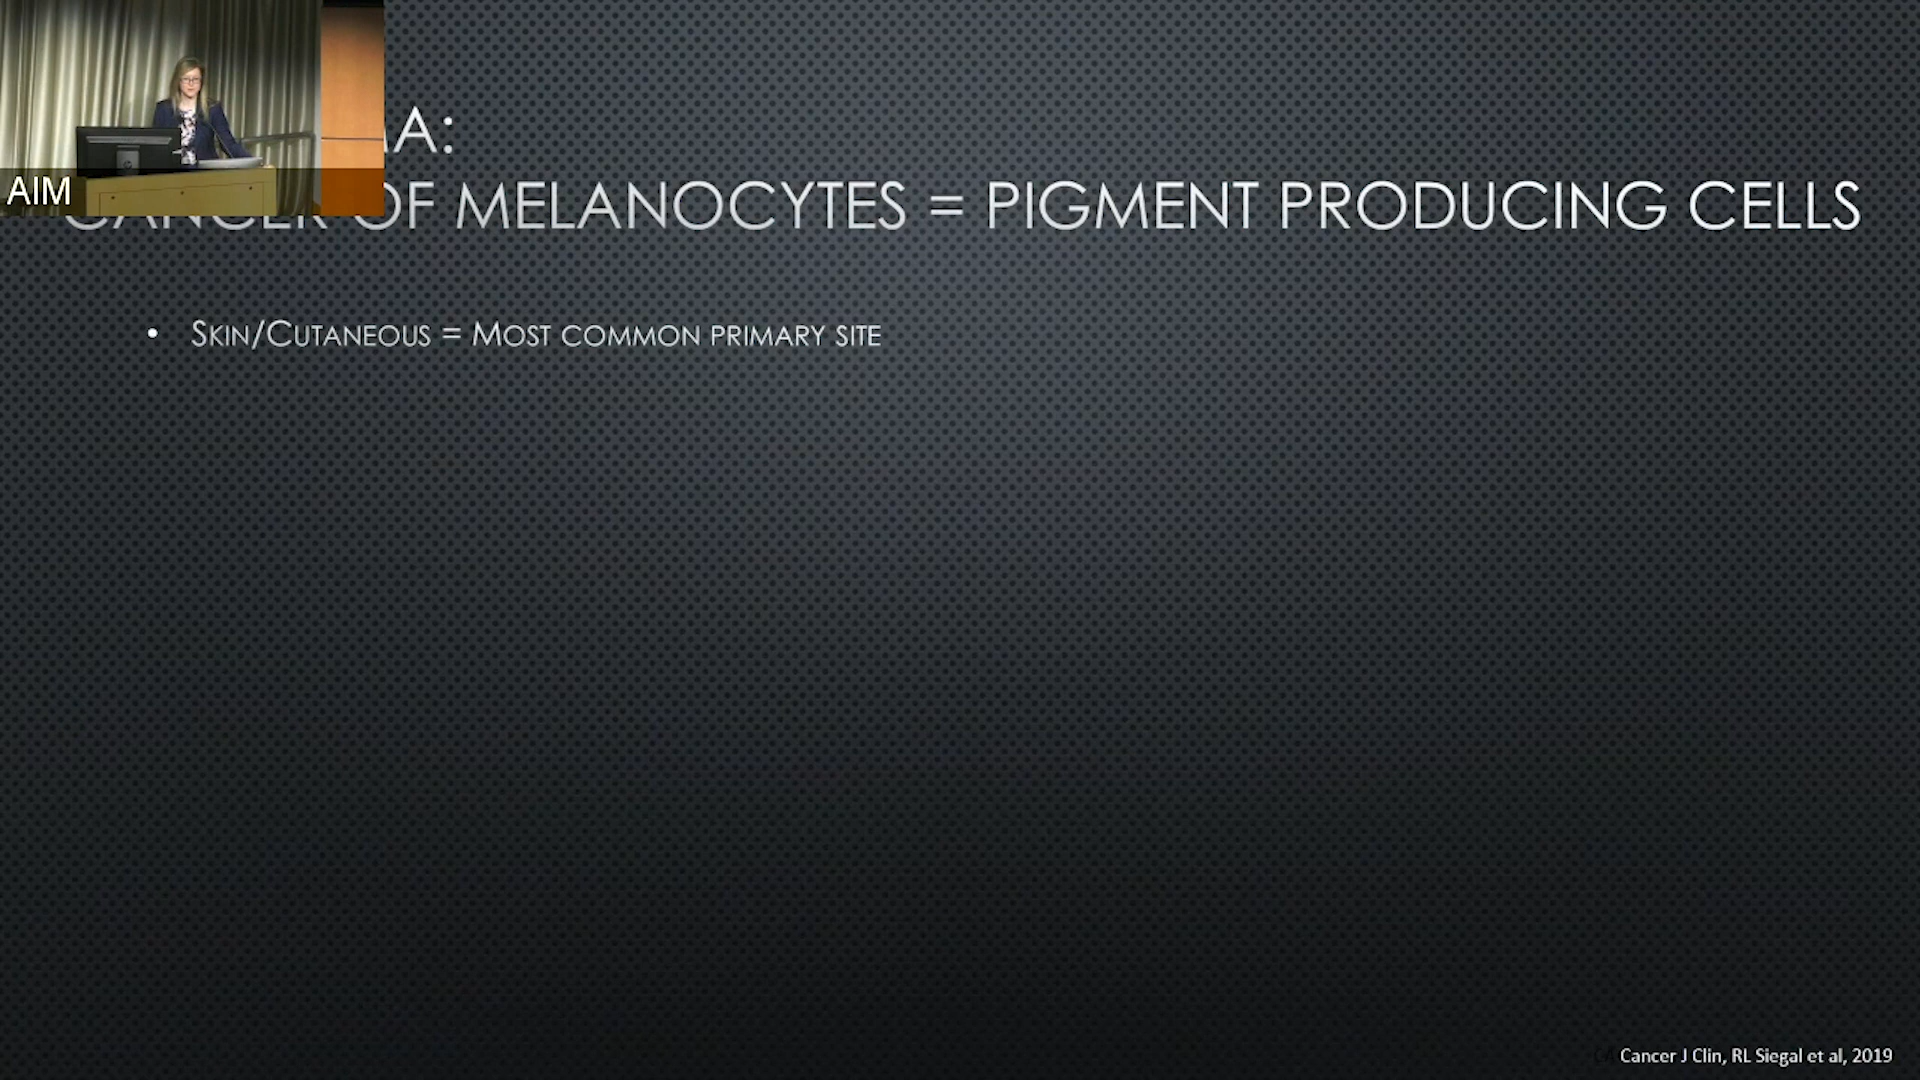 AIM
A:
CANCER OF MELANOCYTES = PIGMENT PRODUCING CELLS
• SKIN/CUTANEOUS = MOST COMMON PRIMARY SITE
Cancer J Clin, RL Siegal et al, 2019